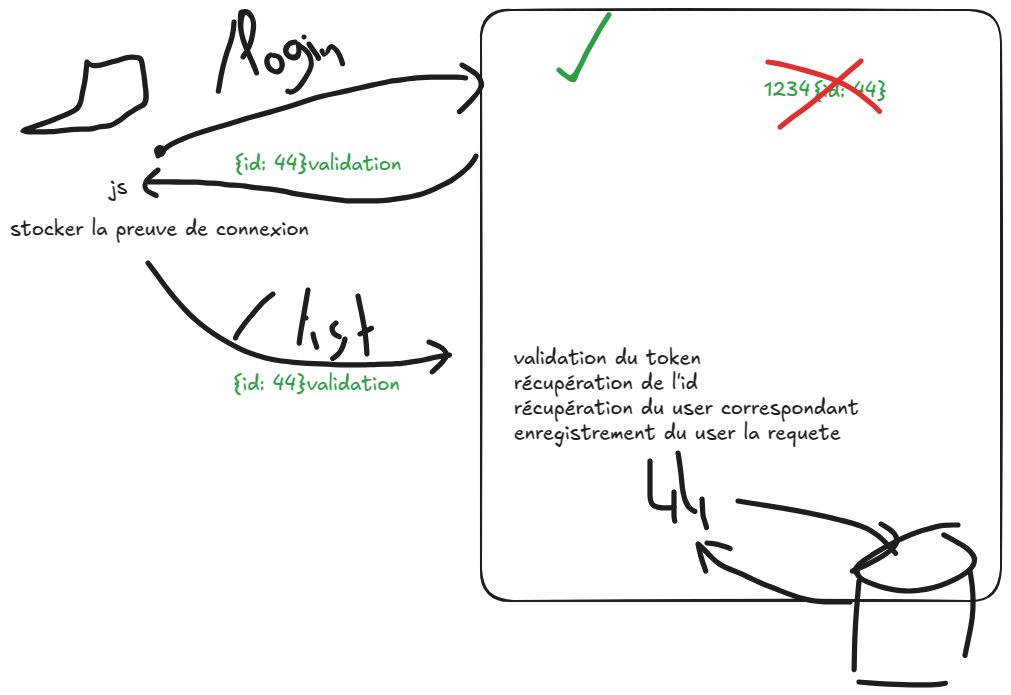 /login
1234{id: 44}
{id: 44}validation
js
stocker la preuve de connexion
/list
{id: 44}validation
validation du token
récupération de l'id
récupération du user correspondant
enregistrement du user la requete
44